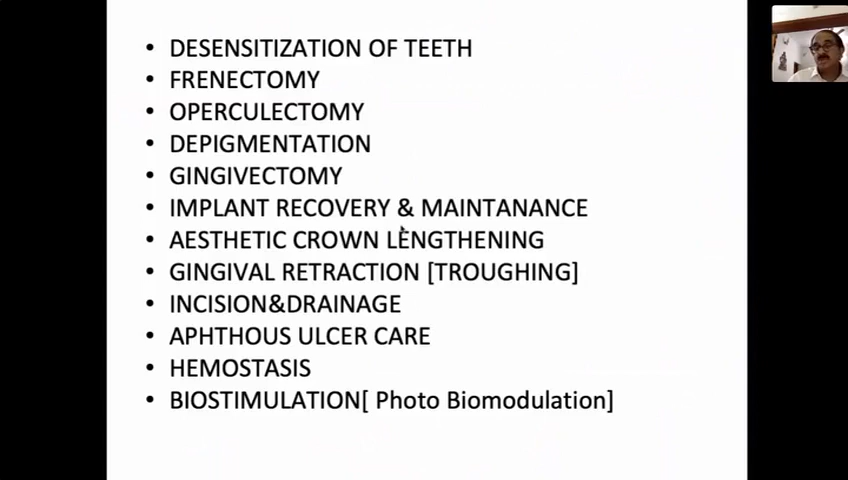 • DESENSITIZATION OF TEETH
• FRENECTOMY
• OPERCULECTOMY
• DEPIGMENTATION
• GINGIVECTOMY
• IMPLANT RECOVERY & MAINTANANCE
• AESTHETIC CROWN LENGTHENING
• GINGIVAL RETRACTION [TROUGHING]
• INCISION&DRAINAGE
• APHTHOUS ULCER CARE
• HEMOSTASIS
• BIOSTIMULATION[ Photo Biomodulation]